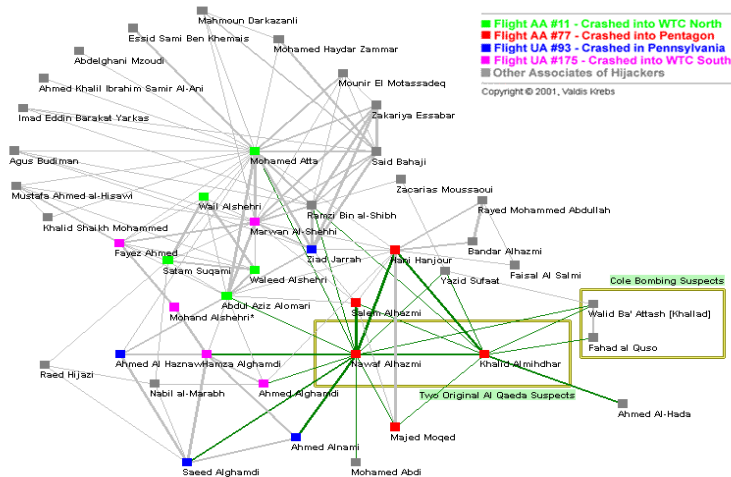 Flight AA #11 - Crashed into WTC North
Flight AA #77 - Crashed into Pentagon
Flight UA #93 - Crashed in Pennsylvania
Flight UA #175 - Crashed into WTC South
Other Associates of Hijackers
Copyright © 2001, Valdis Krebs
Mahmoun Darkazanli
Essid Sami Ben Khemais
Mohamed Haydar Zammar
Abdelghani Mzoudi
Mounir El Motassadeq
Ahmed Khalil Ibrahim Samir Al-Ani
Zakariya Essabar
Imad Eddin Barakat Yarkas
Agus Budiman
Mohamed Atta
Said Bahaji
Mustafa Ahmed al-Hisawi
Zacarias Moussaoui
Wail Alshehri
Ramzi Bin al-Shibh
Rayed Mohammed Abdullah
Khalid Shaikh Mohammed
Marwan Al-Shehhi
Fayez Ahmed
Ziad Jarrah
Hani Hanjour
Bandar Alhazmi
Satam Suqami
Waleed Alshehri
Yazid Sufaat
Faisal Al Salmi
Cole Bombing Suspects
Abdul Aziz Alomari
Salem Alhazmi
Walid Ba' Attash [Khallad]
Mohand Alshehri*
Fahad al Quso
Ahmed Al Haznawi
Hamza Alghamdi
Nawaf Alhazmi
Khalid Almihdhar
Raed Hijazi
Nabil al-Marabh
Ahmed Alghamdi
Two Original Al Qaeda Suspects
Ahmed Al-Hada
Majed Moqed
Ahmed Alnami
Saeed Alghamdi
Mohamed Abdi